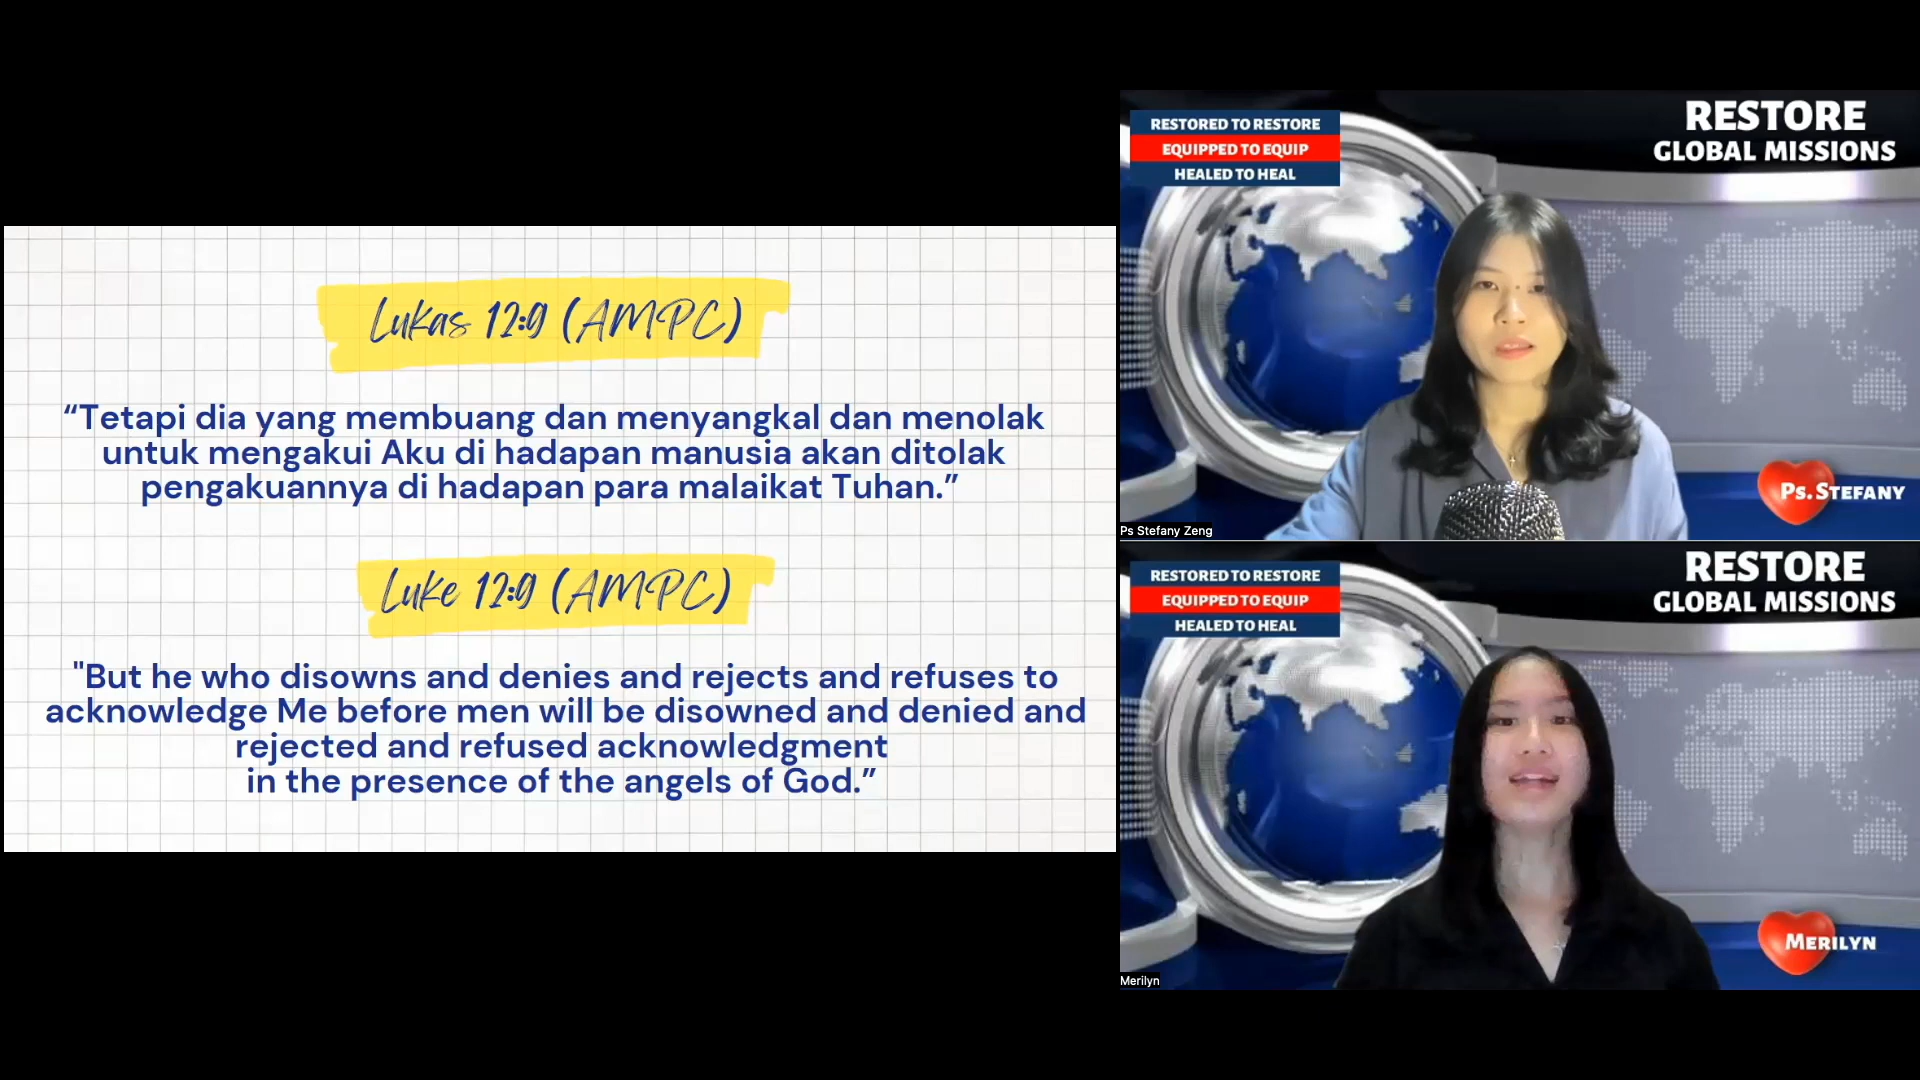 Lukas 12:9 (AMPC)
“Tetapi dia yang membuang dan menyangkal dan menolak
untuk mengakui Aku di hadapan manusia akan ditolak
pengakuannya di hadapan para malaikat Tuhan.”
Luke 12:9 (AMPC)
"But he who disowns and denies and rejects and refuses to
acknowledge Me before men will be disowned and denied and
rejected and refused acknowledgment
in the presence of the angels of God.”
RESTORED TO RESTORE
EQUIPPED TO EQUIP
HEALED TO HEAL
RESTORE
GLOBAL MISSIONS
Ps. Stefany
Ps Stefany Zeng
RESTORED TO RESTORE
EQUIPPED TO EQUIP
HEALED TO HEAL
RESTORE
GLOBAL MISSIONS
Merilyn
Merilyn